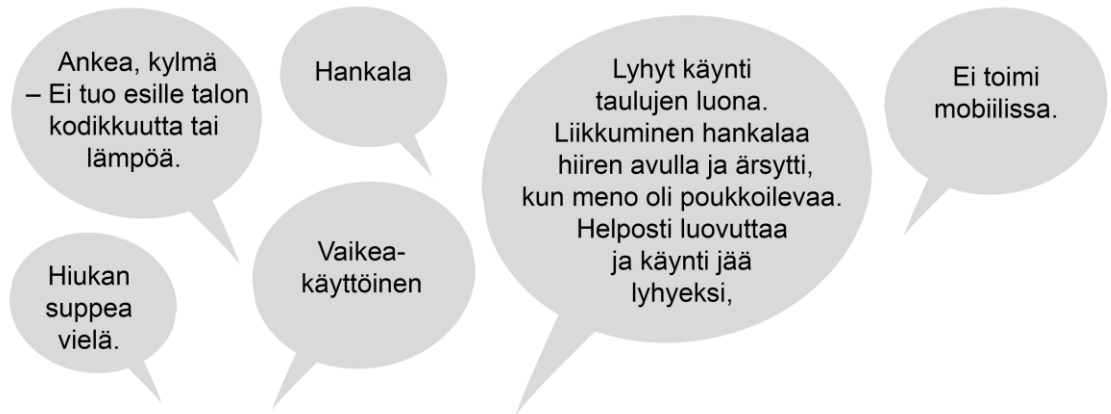 Ankea, kylmä
– Ei tuo esille talon
kodikkuutta tai
lämpöä.
Hankala
Lyhyt käynti
taulujen luona.
Liikkuminen hankalaa
hiiren avulla ja ärsytti,
kun meno oli poukkoilevaa.
Helposti luovuttaa
ja käynti jää
lyhyeksi,
Ei toimi
mobiilissa.
Hiukan
suppea
vielä.
Vaikea-
käyttöinen